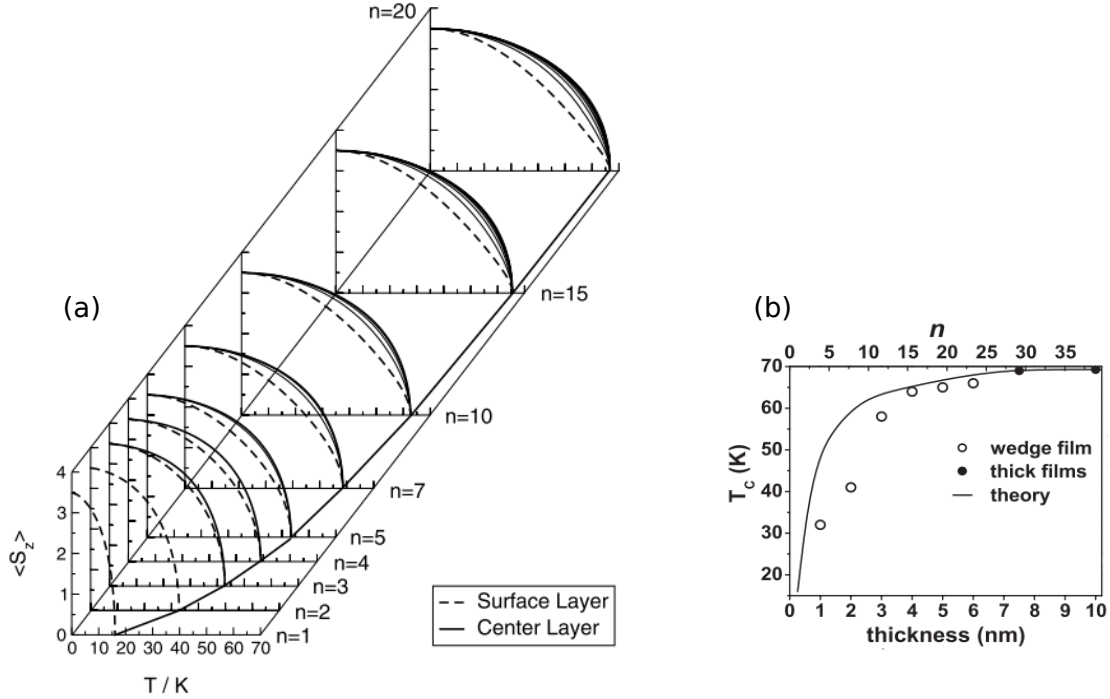 (a)
n=20
n=15
n=10
n=7
n=5
n=4
n=3
n=2
n=1
4
3
2
1
0
<S_z>
0 10 20 30 40 50 60 70
T / K
Surface Layer
Center Layer
(b)
n
0 5 10 15 20 25 30 35
70
60
50
40
30
20
T_C (K)
wedge film
thick films
theory
0 1 2 3 4 5 6 7 8 9 10
thickness (nm)